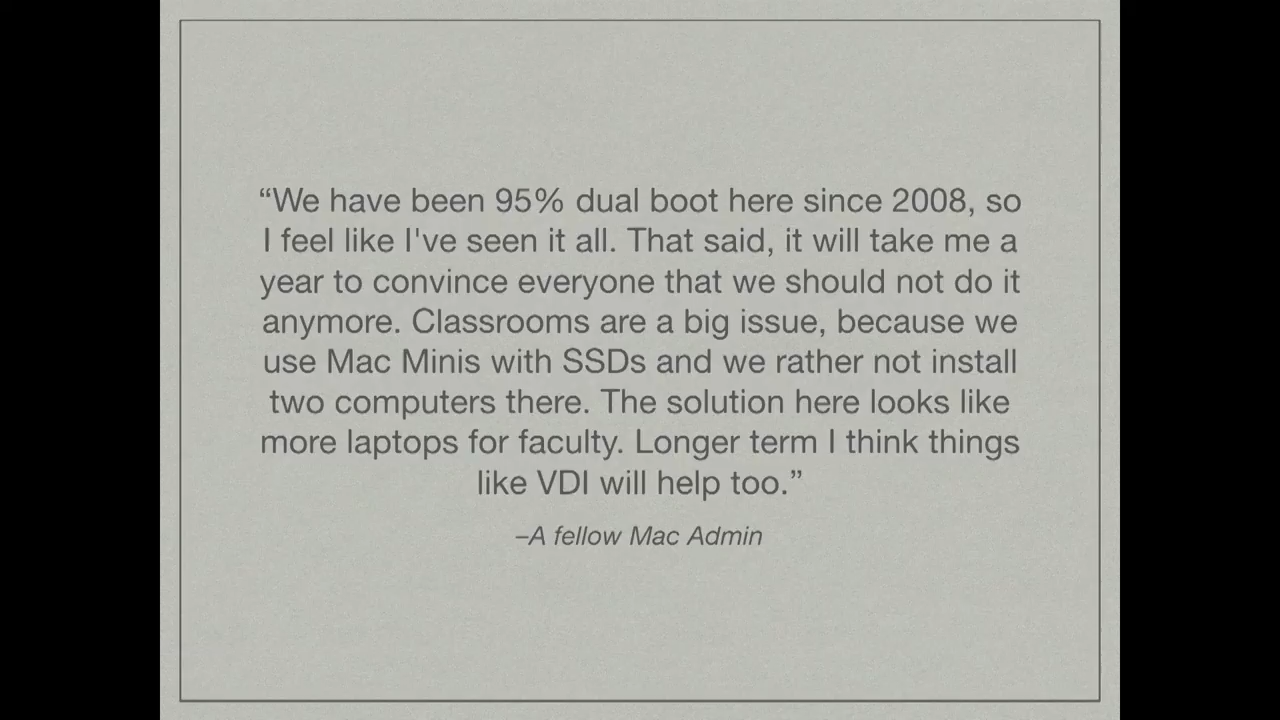 “We have been 95% dual boot here since 2008, so
I feel like I've seen it all. That said, it will take me a
year to convince everyone that we should not do it
anymore. Classrooms are a big issue, because we
use Mac Minis with SSDs and we rather not install
two computers there. The solution here looks like
more laptops for faculty. Longer term I think things
like VDI will help too.”
–A fellow Mac Admin